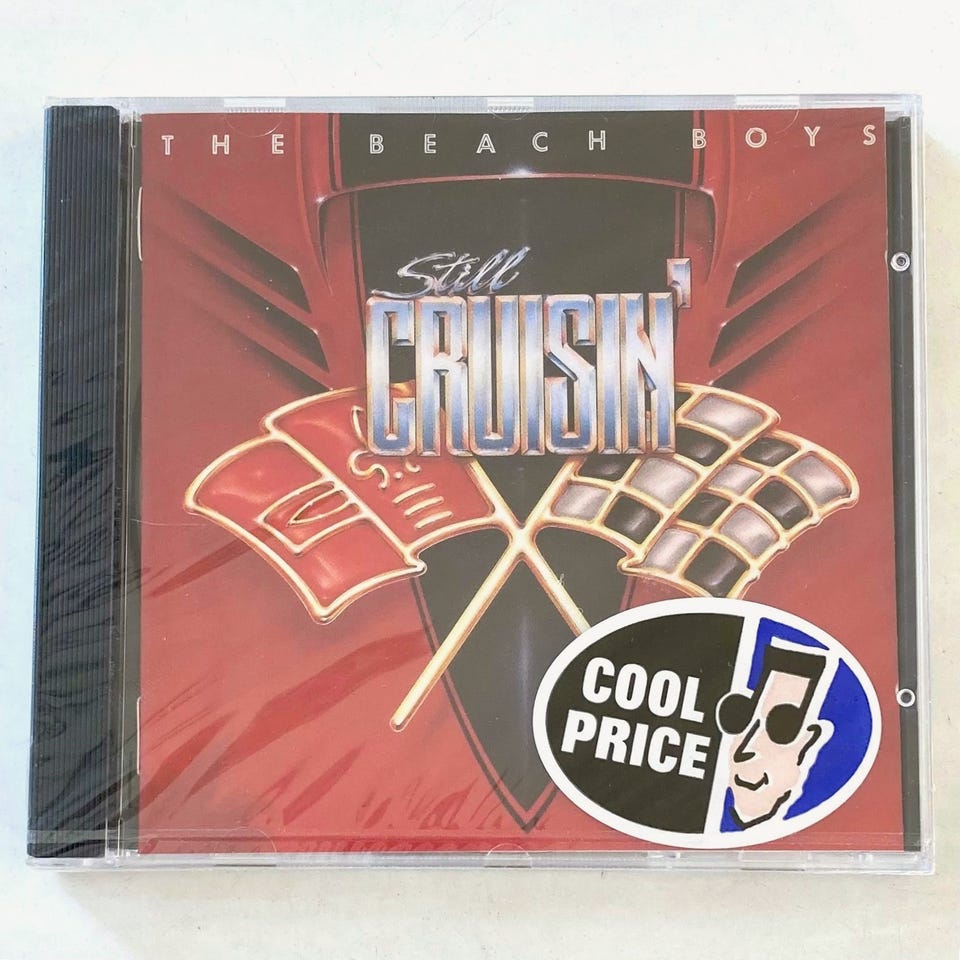 THE BEACH BOYS
Still
CRUISIN'
COOL
PRICE